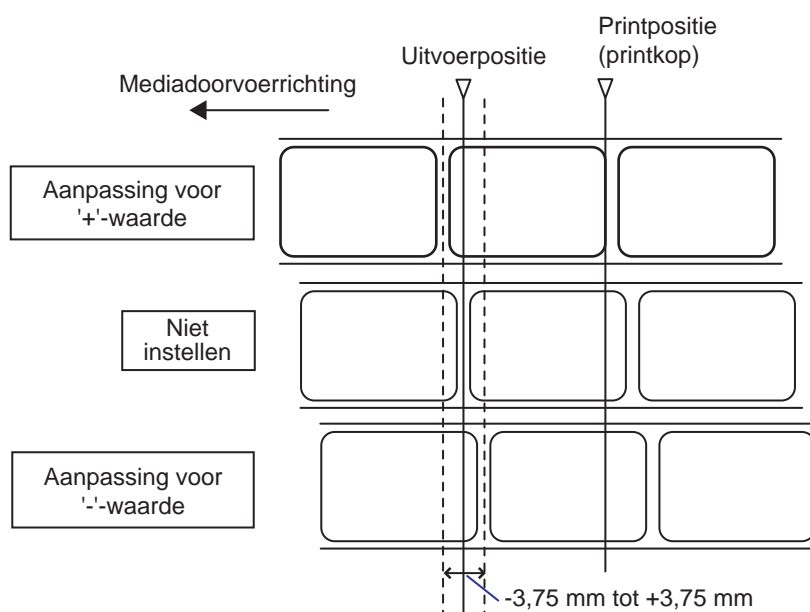 Printpositie
(printkop)
Uitvoerpositie
Mediadoorvoerrichting
Aanpassing voor
'+'-waarde
Niet
instellen
Aanpassing voor
'-'-waarde
-3,75 mm tot +3,75 mm